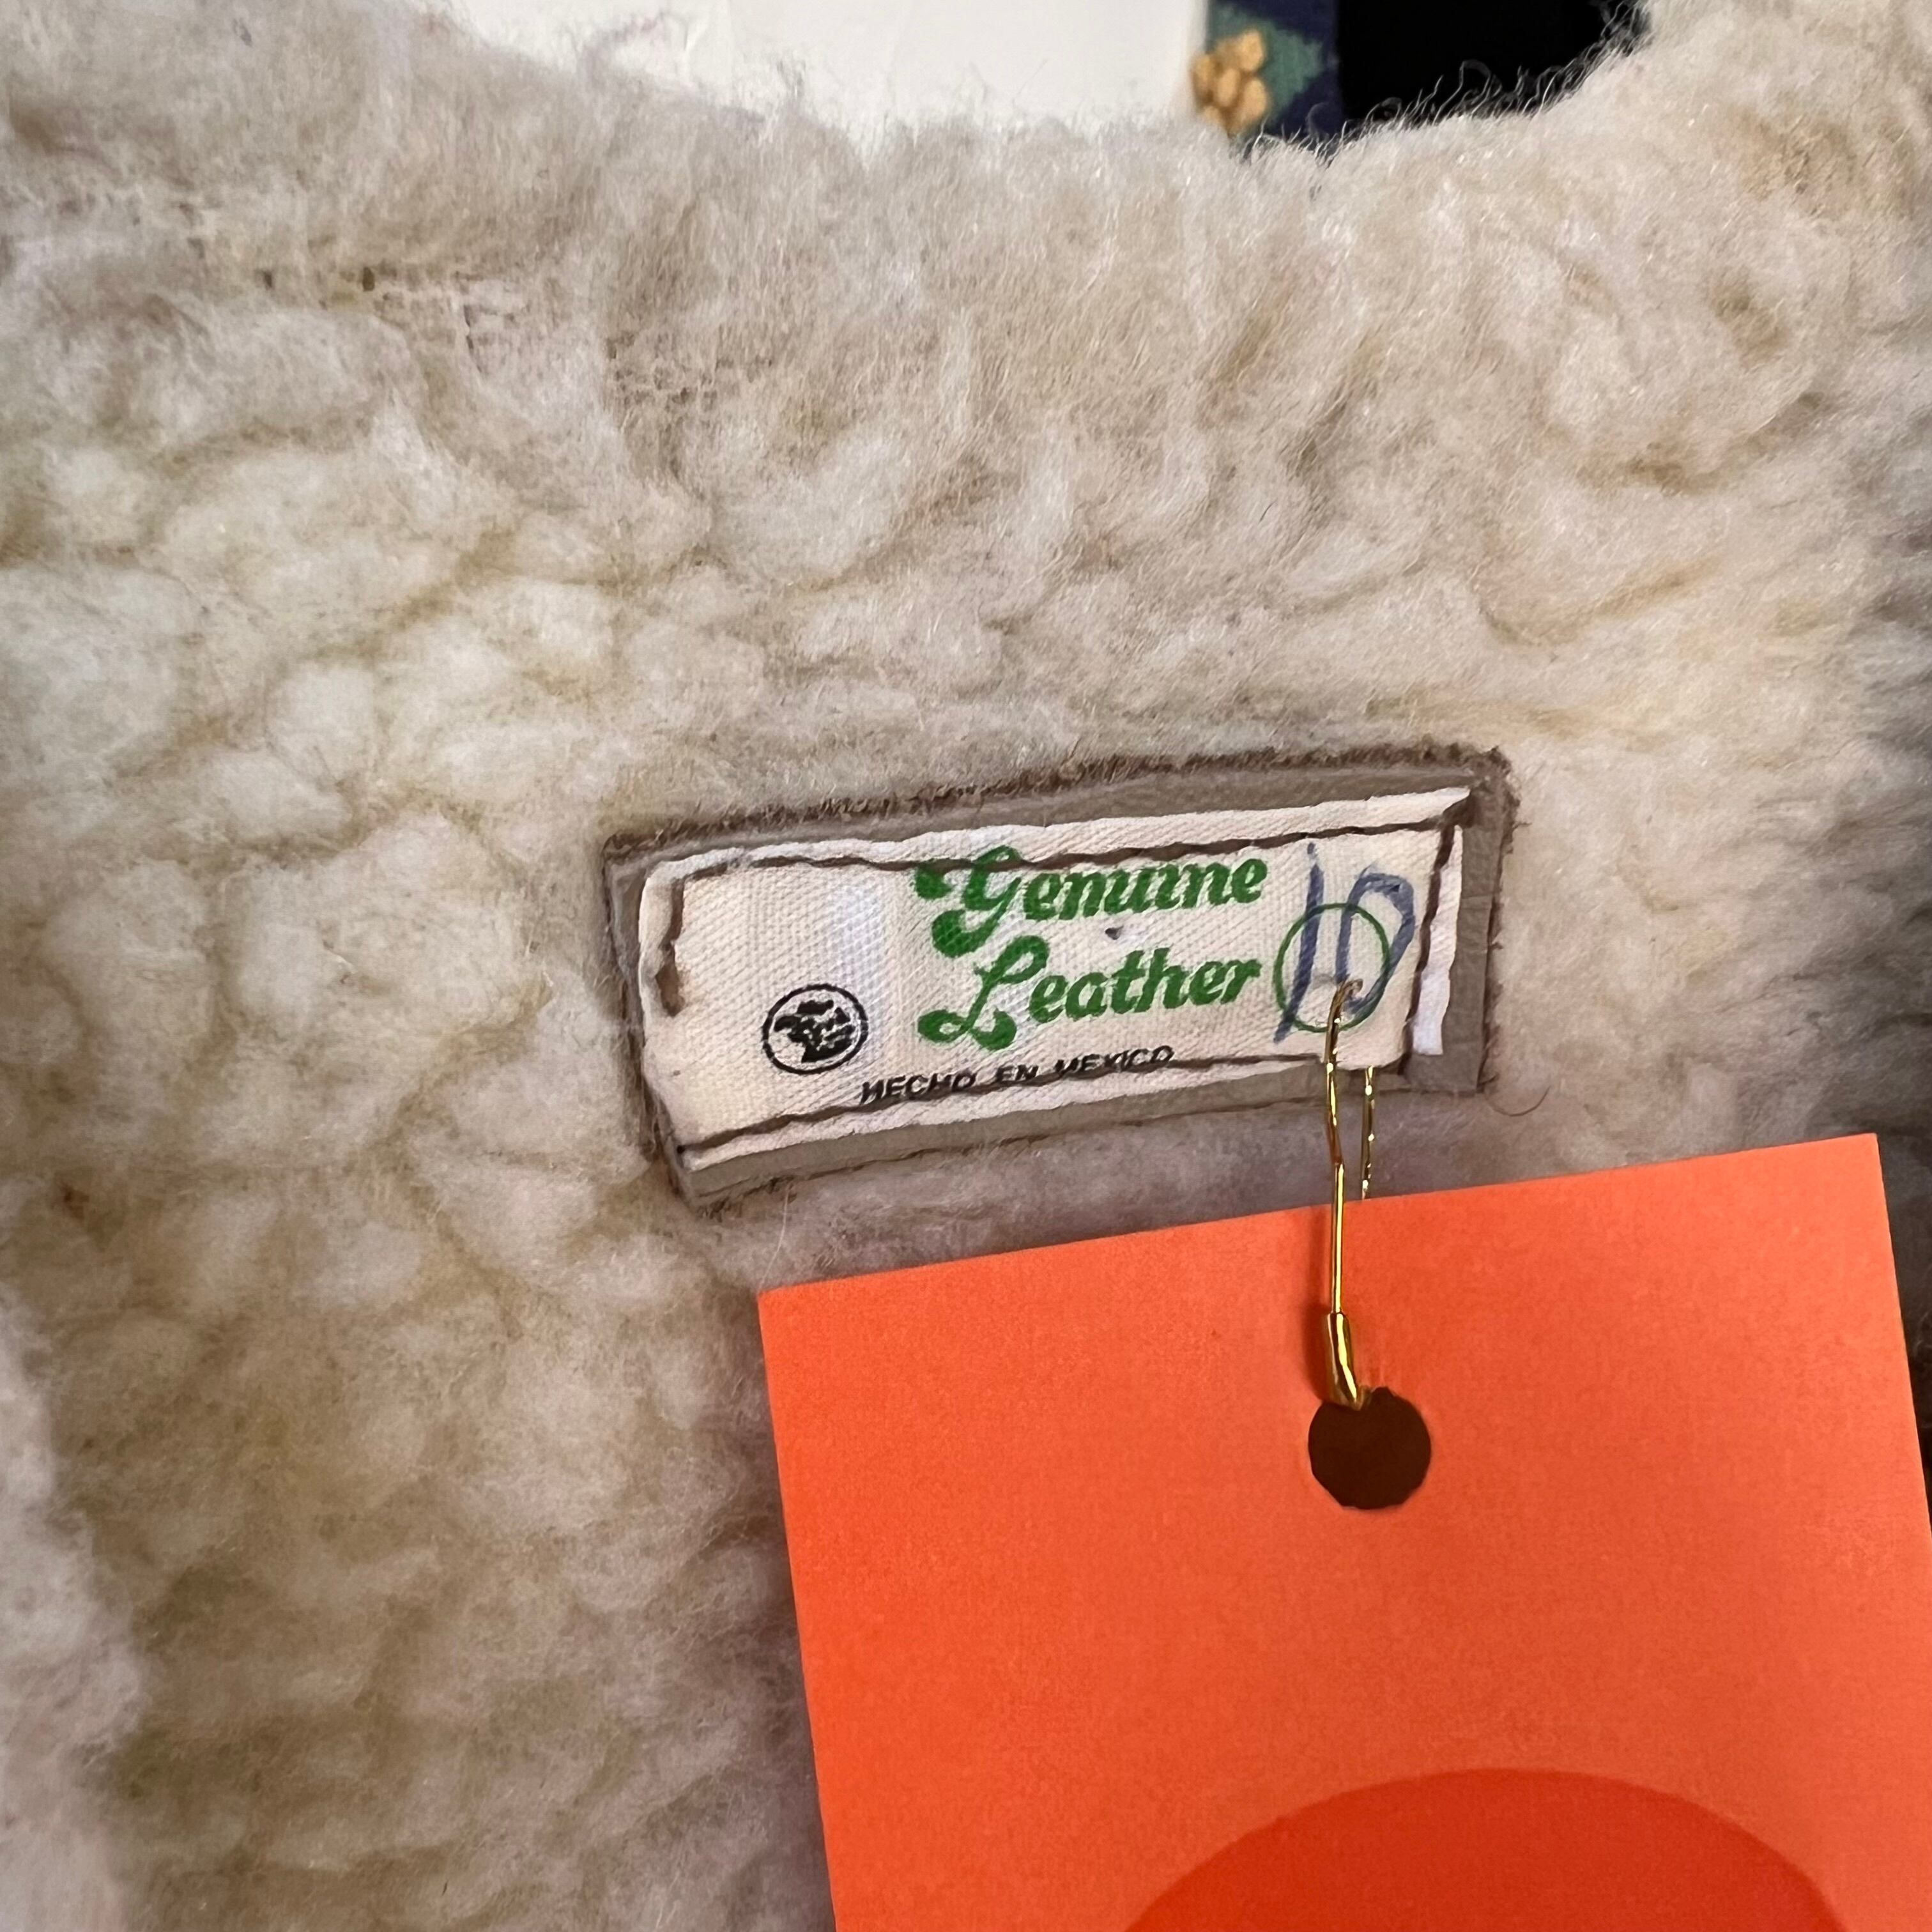 Genuine
Leather
10
HECHO EN MEXICO